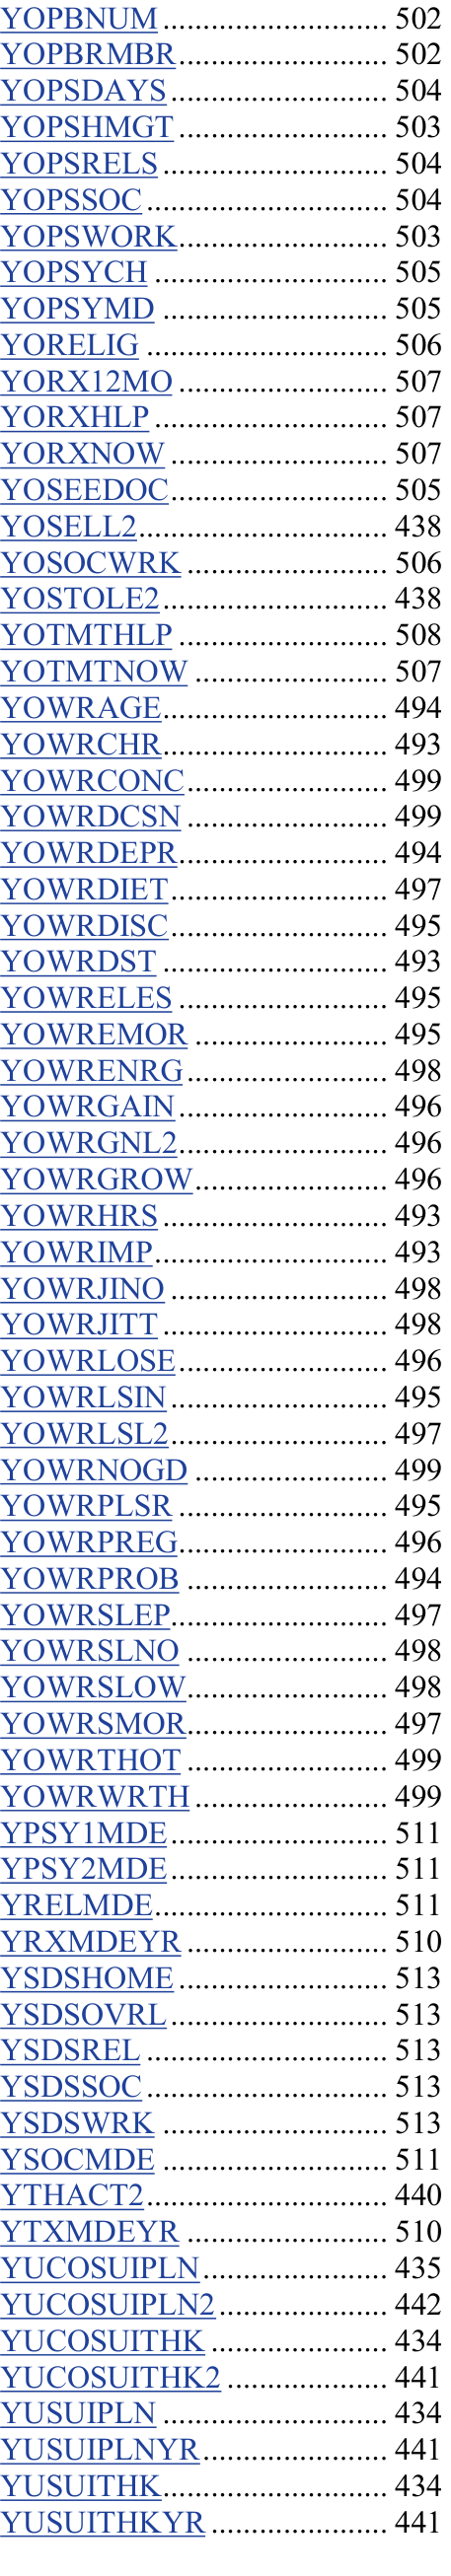 YOPBNUM ............................. 502
YOPBRMBR ........................... 502
YOPSDAYS ............................ 504
YOPSHMGT ........................... 503
YOPSRELS ............................. 504
YOPSSOC ............................... 504
YOPSWORK ........................... 503
YOPSYCH .............................. 505
YOPSYMD ............................. 505
YORELIG ............................... 506
YORX12MO ........................... 507
YORXHLP .............................. 507
YORXNOW ............................ 507
YOSEEDOC ............................ 505
YOSELL2 ................................ 438
YOSOCWRK .......................... 506
YOSTOLE2 ............................. 438
YOTMTHLP ........................... 508
YOTMTNOW ......................... 507
YOWRAGE ............................. 494
YOWRCHR ............................. 493
YOWRCONC .......................... 499
YOWRDCSN .......................... 499
YOWRDEPR ........................... 494
YOWRDIET ............................ 497
YOWRDISC ............................ 495
YOWRDST ............................. 493
YOWRELES ........................... 495
YOWREMOR ......................... 495
YOWRENRG .......................... 498
YOWRGAIN ........................... 496
YOWRGNL2 ........................... 496
YOWRGROW ......................... 496
YOWRHRS ............................. 493
YOWRIMP .............................. 493
YOWRJINO ............................ 498
YOWRJITT ............................. 498
YOWRLOSE ........................... 496
YOWRLSIN ............................ 495
YOWRLSL2 ............................ 497
YOWRNOGD ......................... 499
YOWRPLSR ........................... 495
YOWRPREG ........................... 496
YOWRPROB .......................... 494
YOWRSLEP ............................ 497
YOWRSLNO .......................... 498
YOWRSLOW .......................... 498
YOWRSMOR .......................... 497
YOWRTHOT .......................... 499
YOWRWRTH ......................... 499
YPSY1MDE ............................ 511
YPSY2MDE ............................ 511
YRELMDE .............................. 511
YRXMDEYR .......................... 510
YSDSHOME ........................... 513
YSDSOVRL ............................ 513
YSDSREL ............................... 513
YSDSSOC ............................... 513
YSDSWRK ............................. 513
YSOCMDE ............................. 511
YTHACT2 ............................... 440
YTXMDEYR .......................... 510
YUCOSUIPLN ........................ 435
YUCOSUIPLN2 ...................... 442
YUCOSUITHK ....................... 434
YUCOSUITHK2 ..................... 441
YUSUIPLN ............................. 434
YUSUIPLNYR ........................ 441
YUSUITHK ............................. 434
YUSUITHKYR ....................... 441